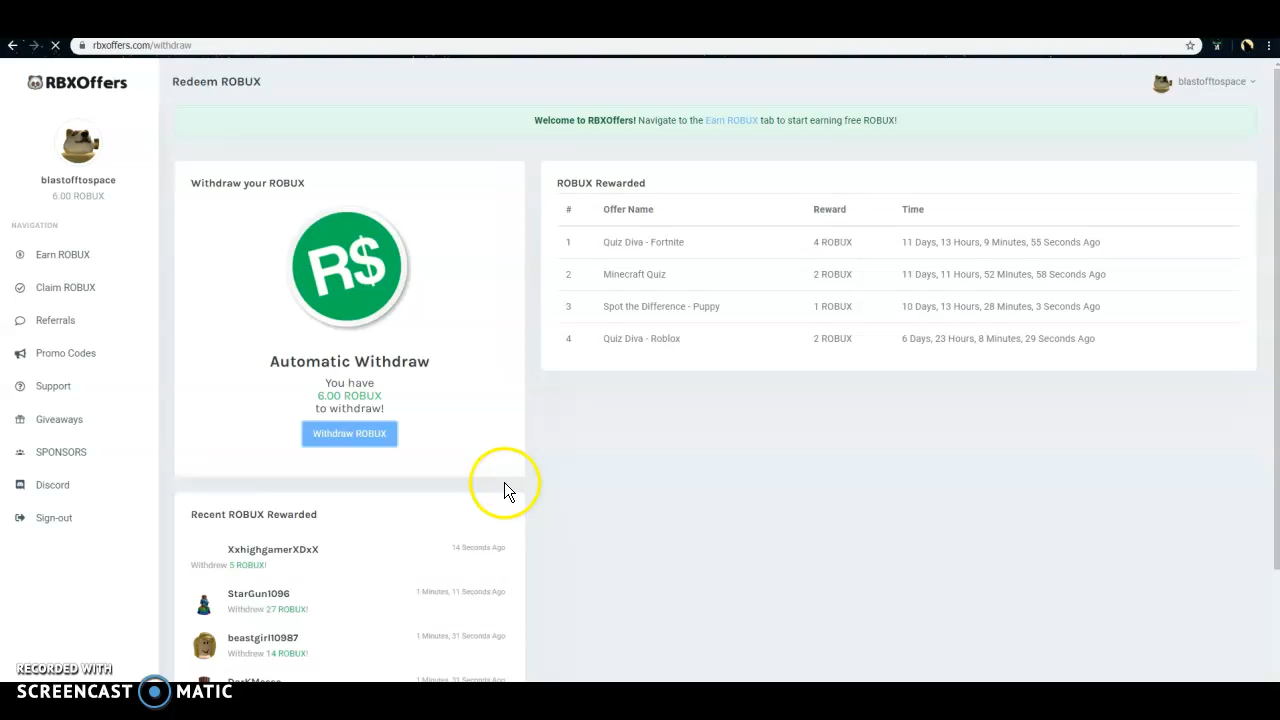 rbxoffers.com/withdraw
RBXOffers
Redeem ROBUX
blastofftospace
Welcome to RBXOffers! Navigate to the Earn ROBUX tab to start earning free ROBUX!
blastofftospace
6.00 ROBUX
NAVIGATION
Earn ROBUX
Claim ROBUX
Referrals
Promo Codes
Support
Giveaways
SPONSORS
Discord
Sign-out
Withdraw your ROBUX
R$
Automatic Withdraw
You have
6.00 ROBUX
to withdraw!
Withdraw ROBUX
ROBUX Rewarded
# Offer Name Reward Time
1 Quiz Diva - Fortnite 4 ROBUX 11 Days, 13 Hours, 9 Minutes, 55 Seconds Ago
2 Minecraft Quiz 2 ROBUX 11 Days, 11 Hours, 52 Minutes, 58 Seconds Ago
3 Spot the Difference - Puppy 1 ROBUX 10 Days, 13 Hours, 28 Minutes, 3 Seconds Ago
4 Quiz Diva - Roblox 2 ROBUX 6 Days, 23 Hours, 8 Minutes, 29 Seconds Ago
Recent ROBUX Rewarded
XxhighgamerXDxX 14 Seconds Ago
Withdrew 5 ROBUX!
StarGun1096 1 Minutes, 11 Seconds Ago
Withdrew 27 ROBUX!
beastgirl10987 1 Minutes, 31 Seconds Ago
Withdrew 14 ROBUX!
1 Minutes, 31 Seconds Ago
RECORDED WITH
SCREENCAST MATIC